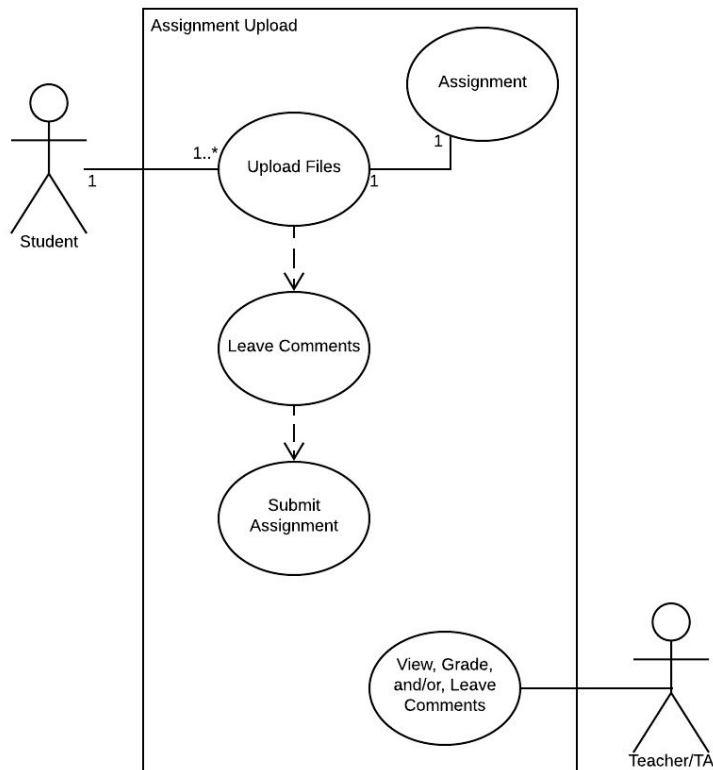 Assignment Upload
Assignment
1
1..*
Upload Files
1
1
Student
Leave Comments
Submit
Assignment
View, Grade,
and/or, Leave
Comments
Teacher/TA